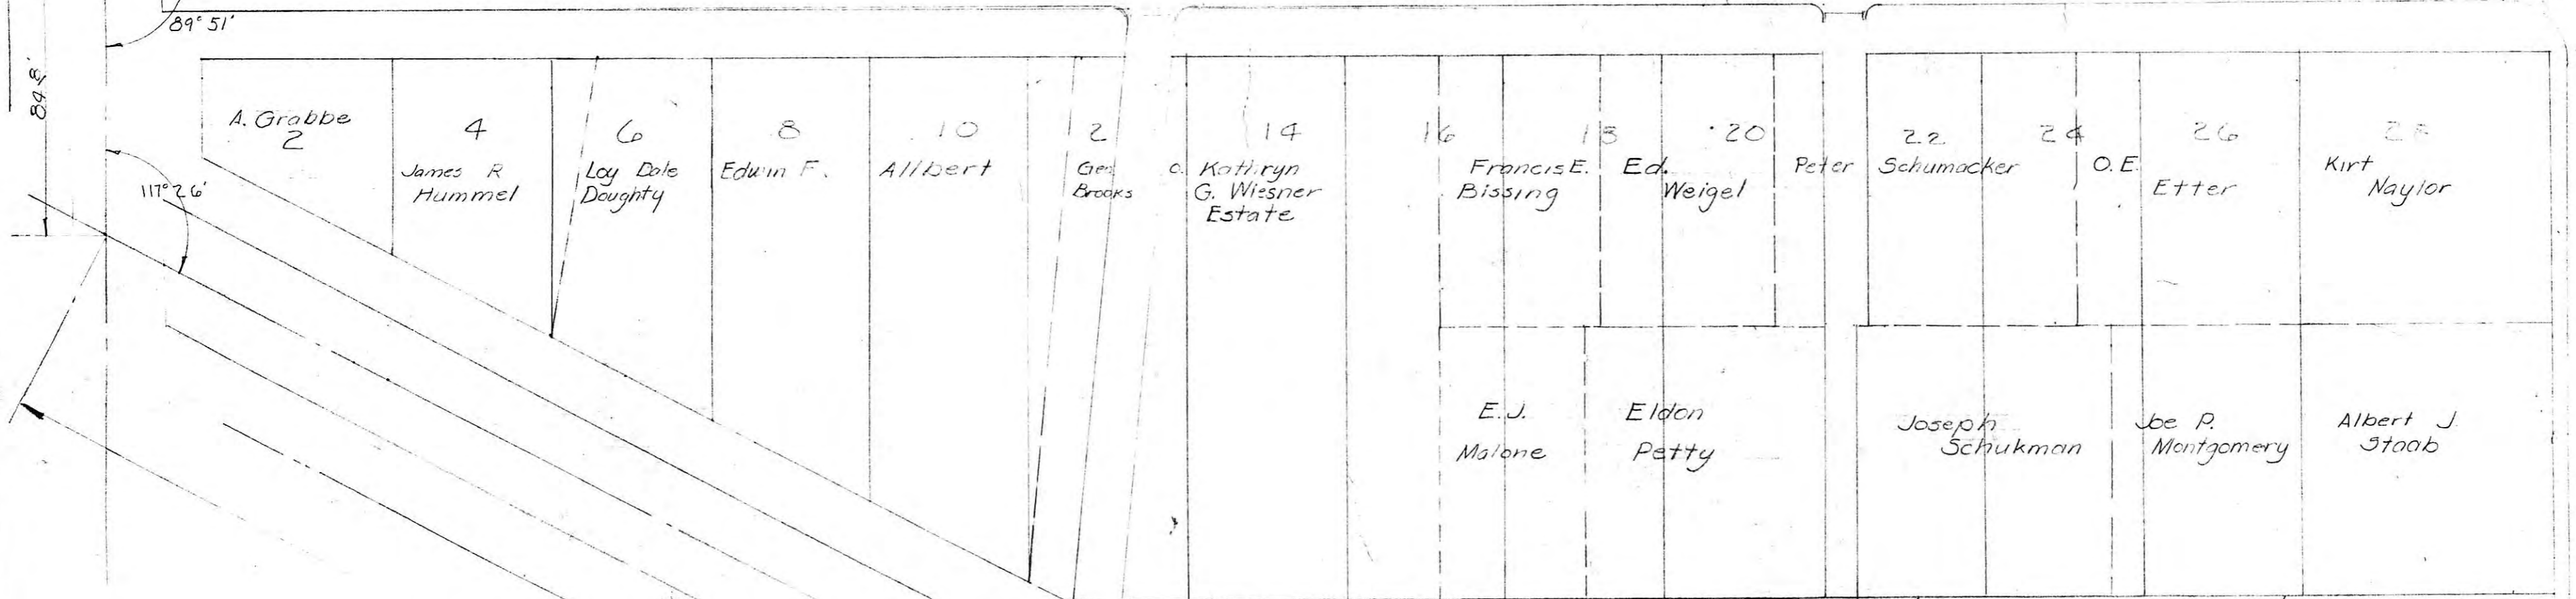 89° 51'
84.8'
117° 26'
A. Grabbe
2
4
James R
Hummel
6
Loy Dale
Doughty
8
Edwin F.
10
Allbert
12
Geo. O.
Brooks
14
Kathryn
G. Wiesner
Estate
16
18
Francis E.
Bissing
20
Ed.
Weigel
22
Peter Schumacker
24
26
O. E.
Etter
28
Kirt
Naylor
E. J.
Malone
Eldon
Petty
Joseph
Schukman
Joe P.
Montgomery
Albert J.
Staab